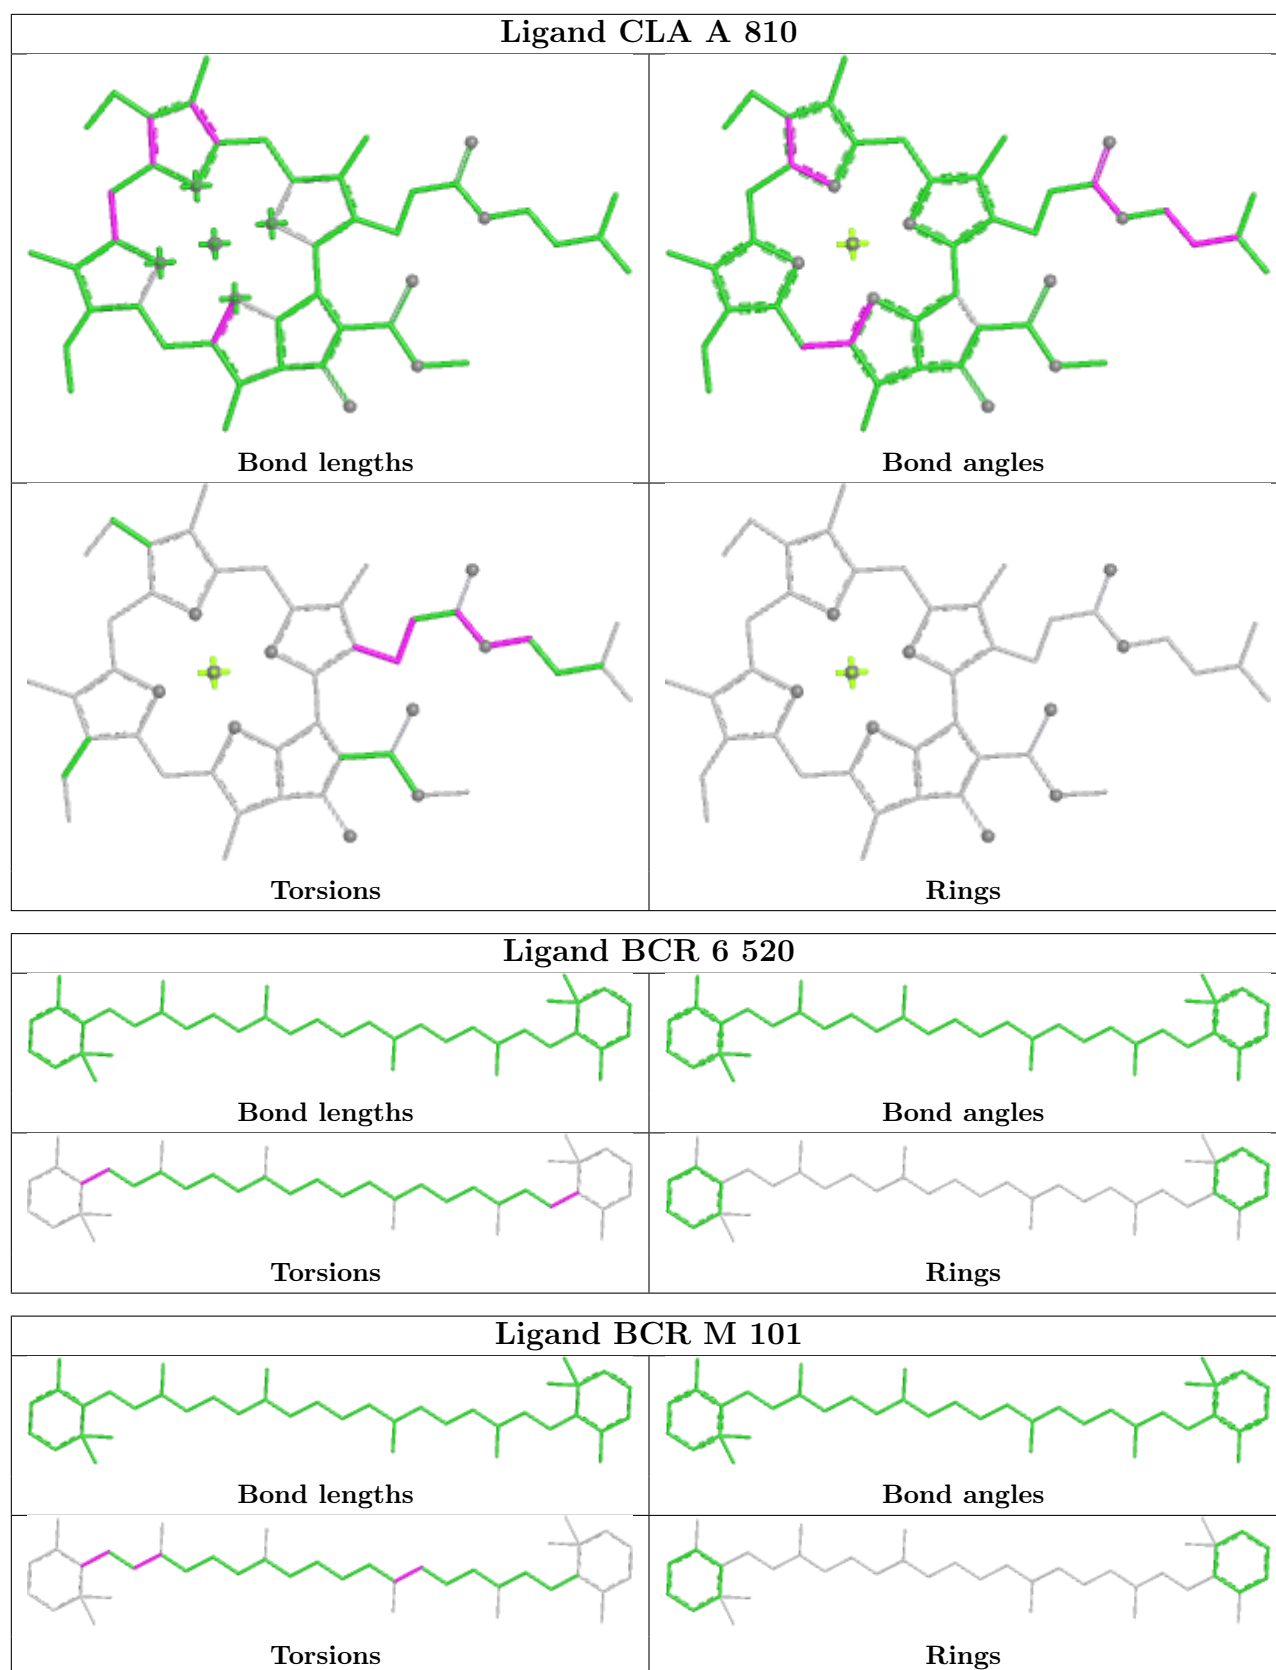 Ligand CLA A 810
Bond lengths
Bond angles
Torsions
Rings
Ligand BCR 6 520
Bond lengths
Bond angles
Torsions
Rings
Ligand BCR M 101
Bond lengths
Bond angles
Torsions
Rings